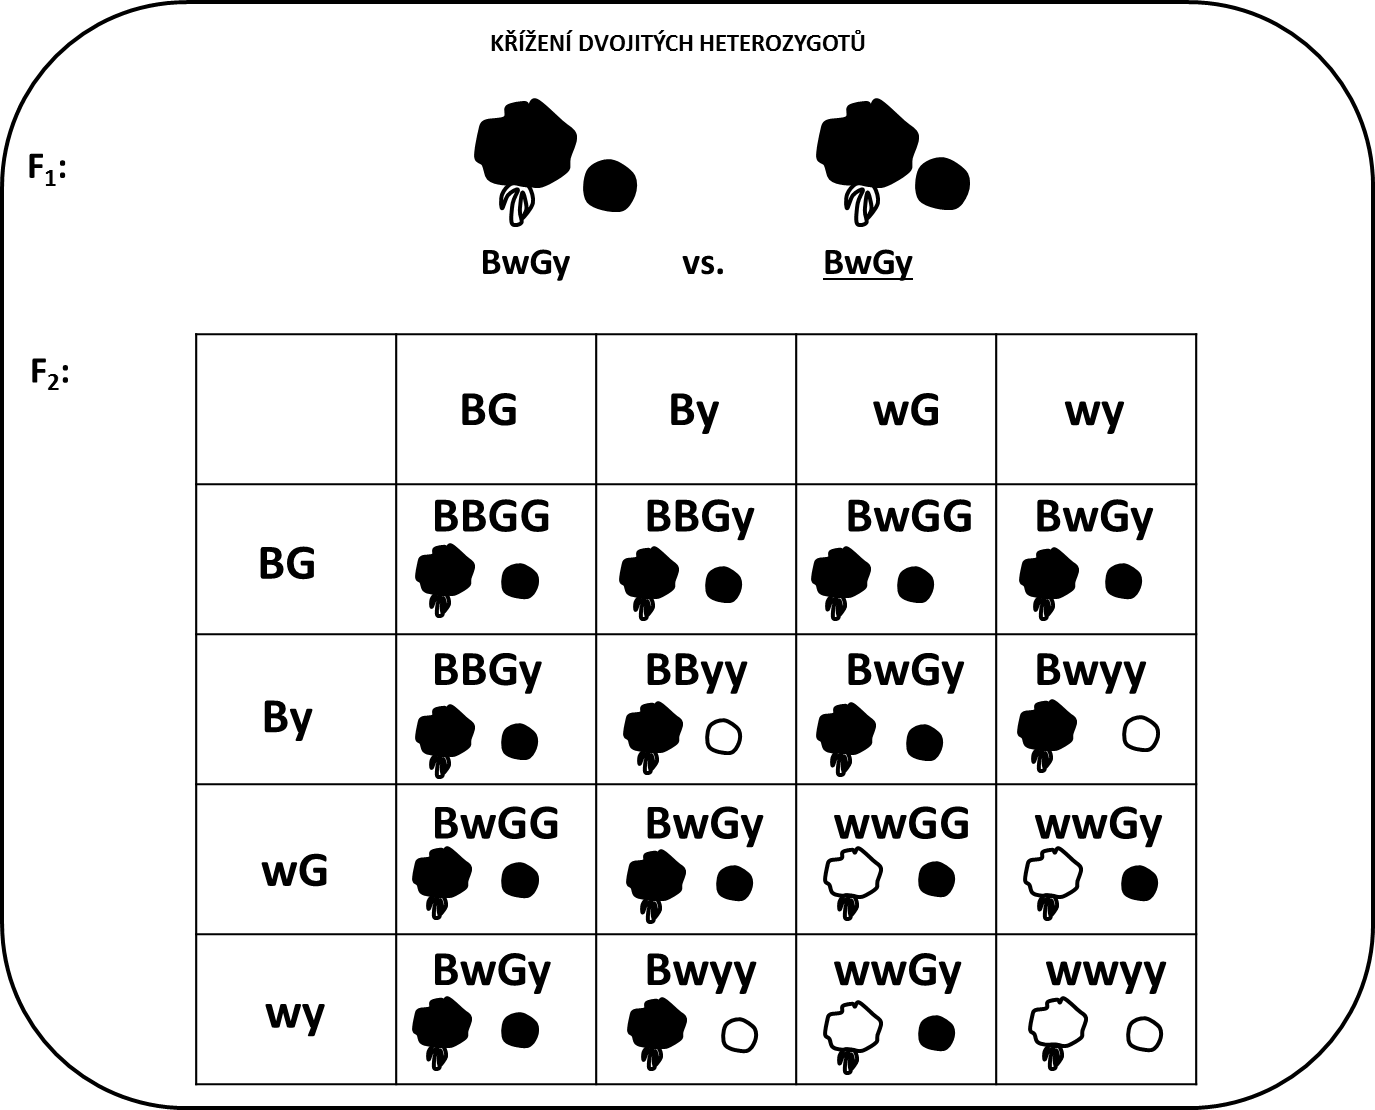 KŘÍŽENÍ DVOJITÝCH HETEROZYGOTŮ
F₁:
BwGy vs. BwGy
F₂:
BG By wG wy
BG BBGG BBGy BwGG BwGy
By BBGy BByy BwGy Bwyy
wG BwGG BwGy wwGG wwGy
wy BwGy Bwyy wwGy wwyy